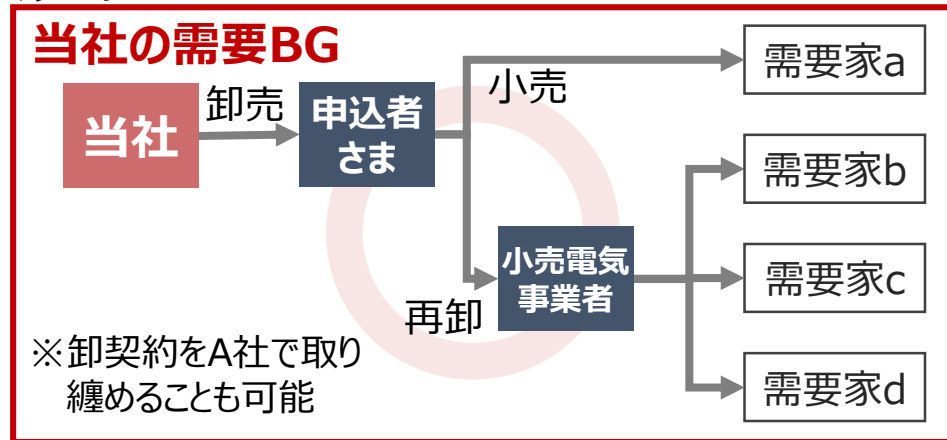 当社の需要BG
当社
卸売
申込者
さま
小売
需要家a
需要家b
小売電気
事業者
再卸
需要家c
需要家d
※卸契約をA社で取り
纏めることも可能